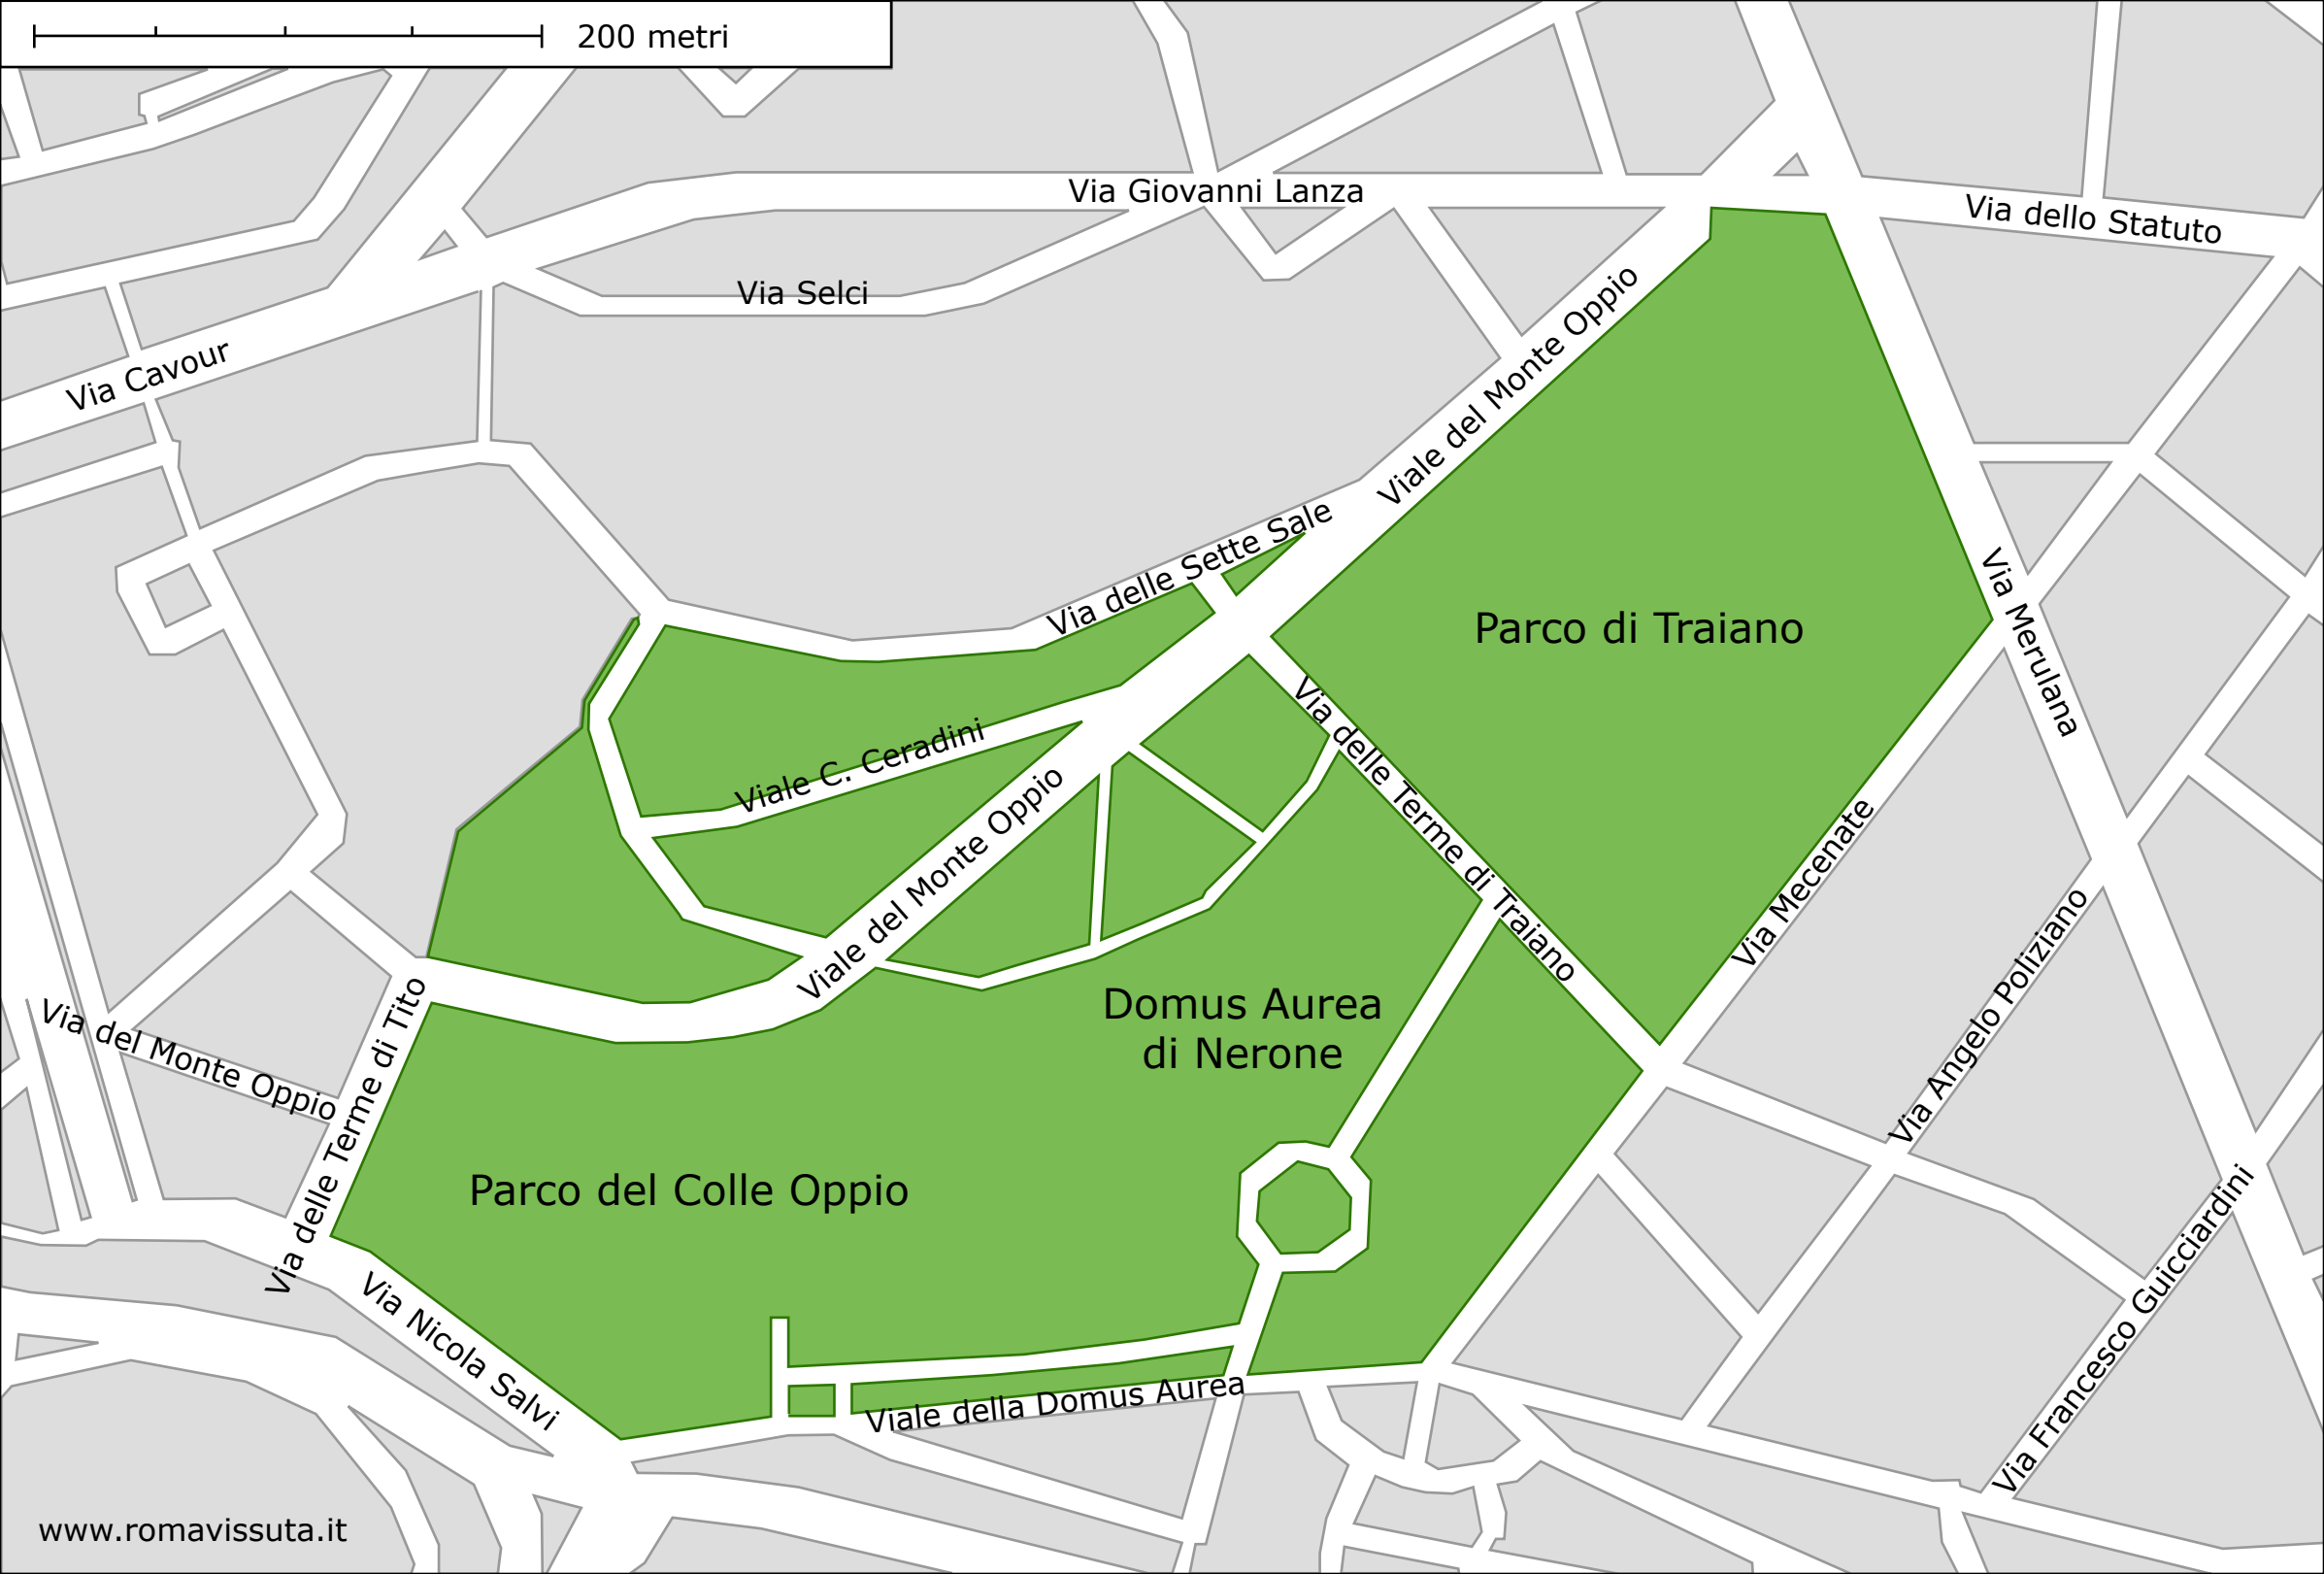 200 metri
Via Giovanni Lanza
Via dello Statuto
Via Selci
Via Cavour
Viale del Monte Oppio
Via delle Sette Sale
Parco di Traiano
Via Merulana
Via delle Terme di Traiano
Viale C. Ceradini
Viale del Monte Oppio
Via Mecenate
Via Angelo Poliziano
Via del Monte Oppio
Via delle Terme di Tito
Domus Aurea
di Nerone
Parco del Colle Oppio
Via Francesco Guicciardini
Via Nicola Salvi
Viale della Domus Aurea
www.romavissuta.it